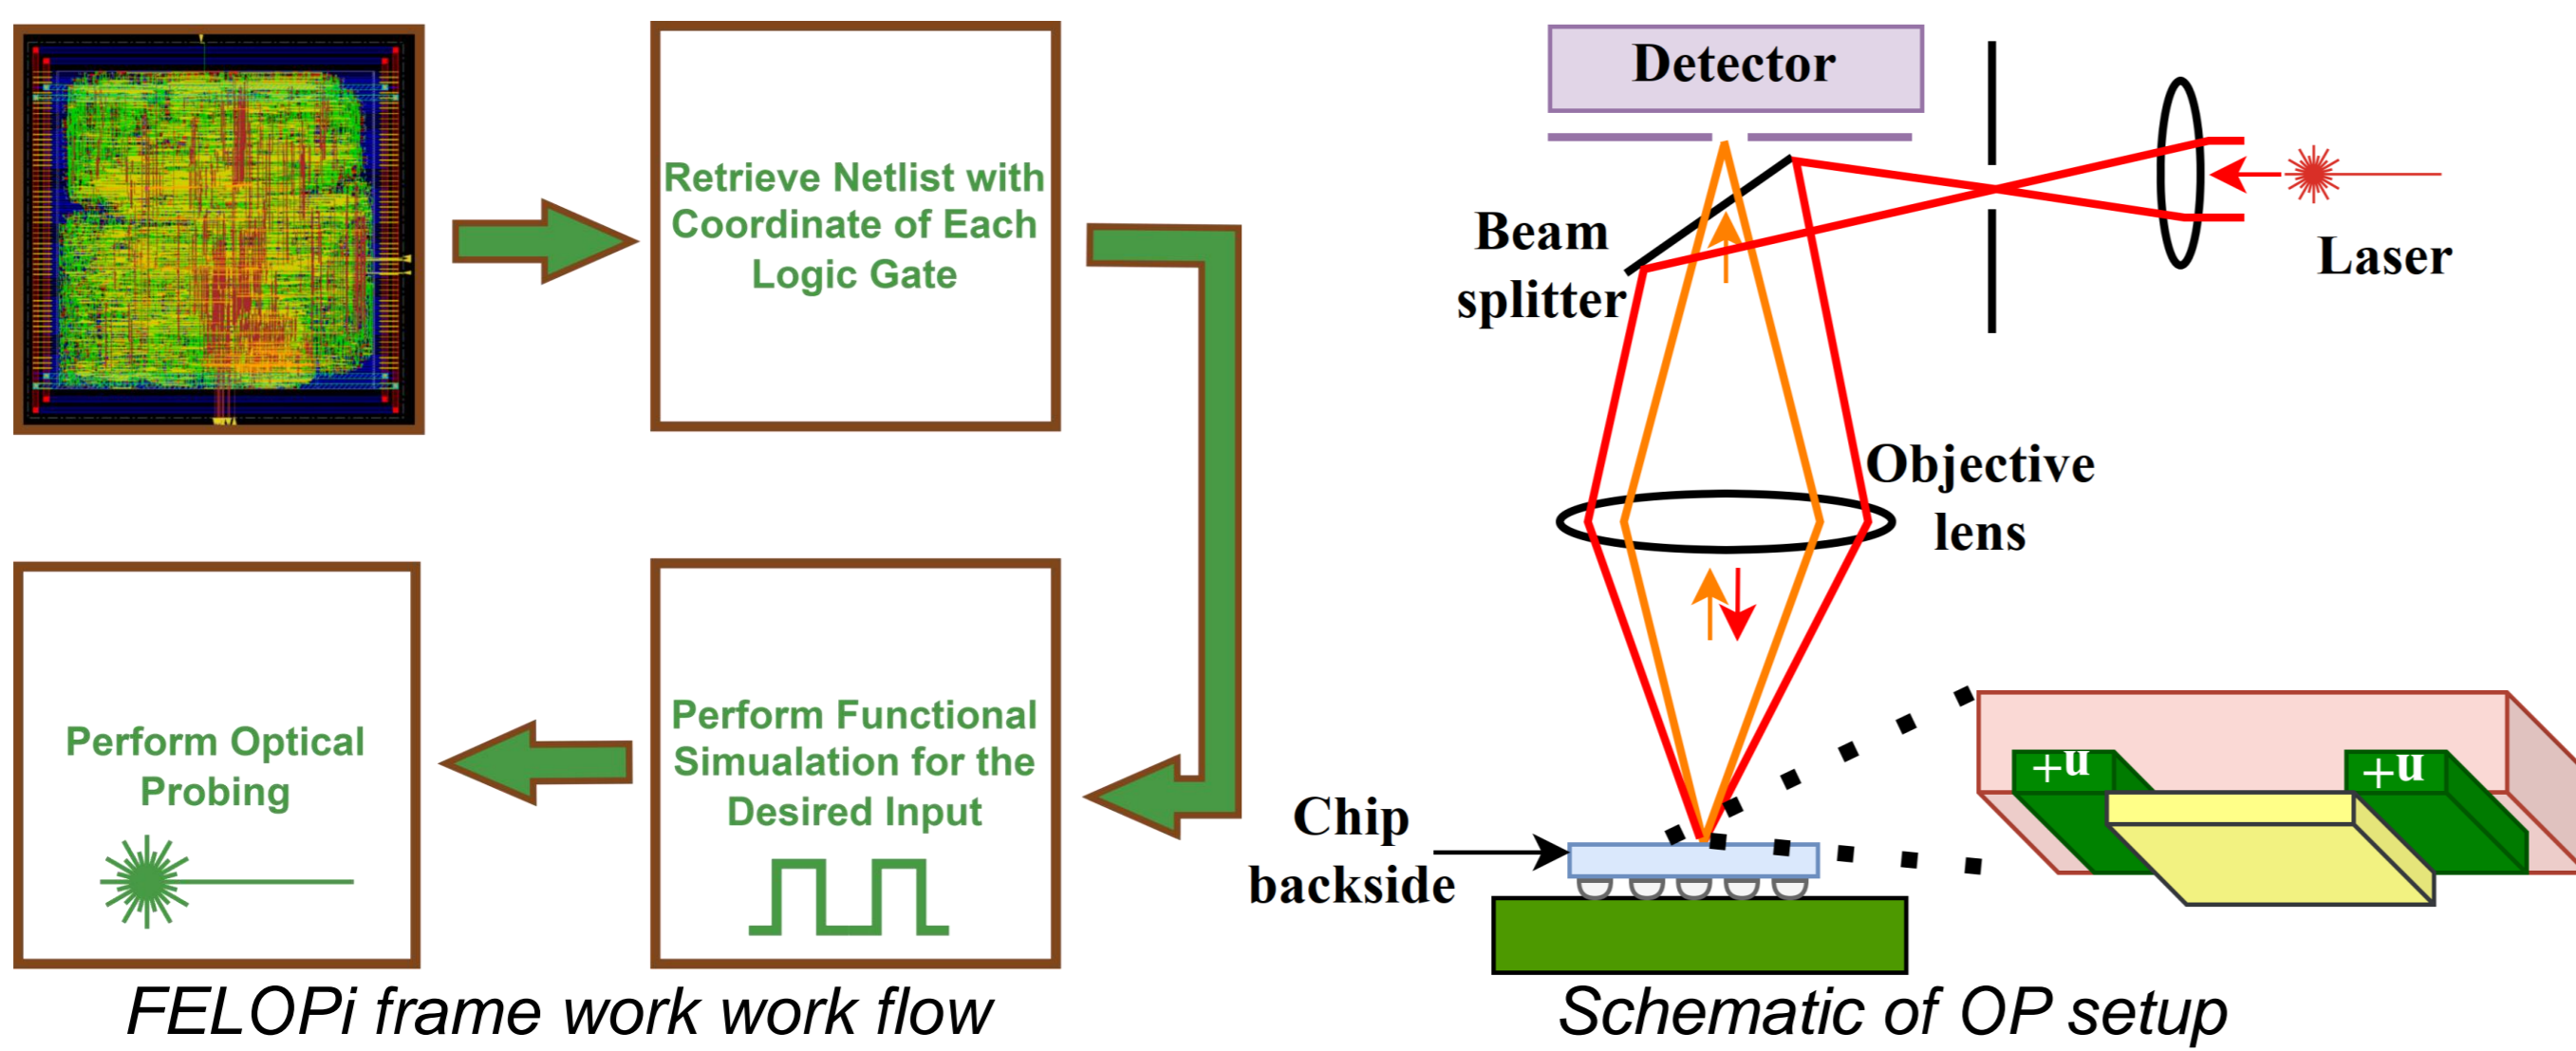 Retrieve Netlist with
Coordinate of Each
Logic Gate
Perform Functional
Simualation for the
Desired Input
Perform Optical
Probing
FELOPi frame work work flow
Detector
Beam
splitter
Laser
Objective
lens
Chip
backside
n+
n+
Schematic of OP setup